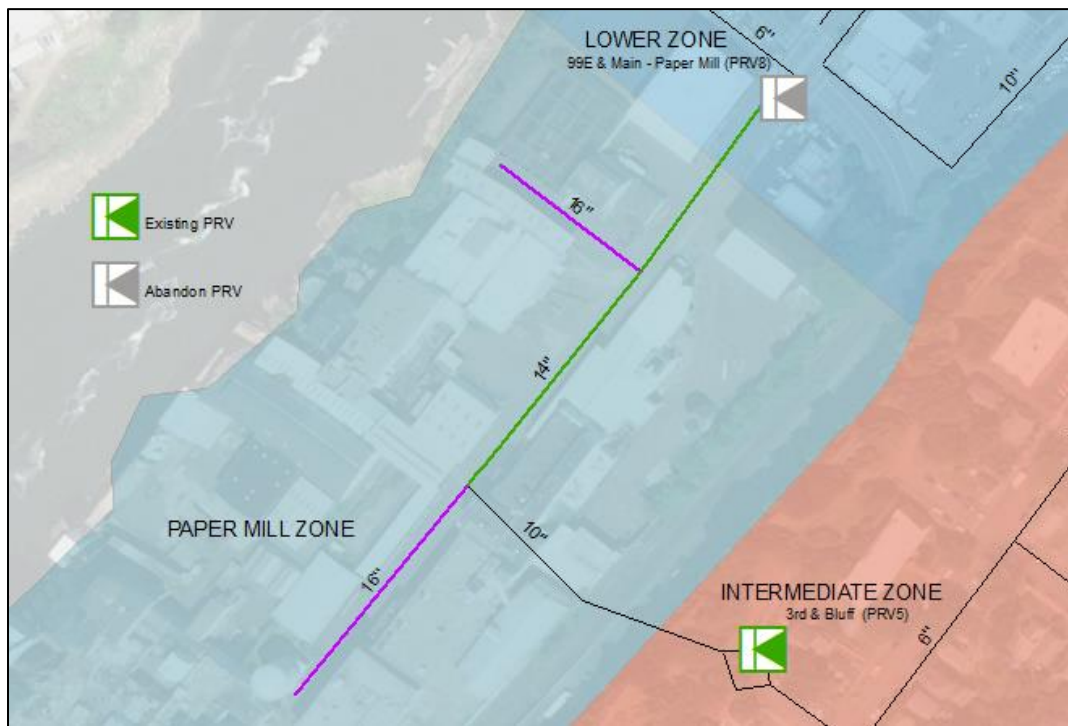 LOWER ZONE
99E & Main - Paper Mill (PRV8)
6"
10"
16"
Existing PRV
Abandon PRV
14"
PAPER MILL ZONE
10"
16"
INTERMEDIATE ZONE
3rd & Bluff (PRV5)
6"